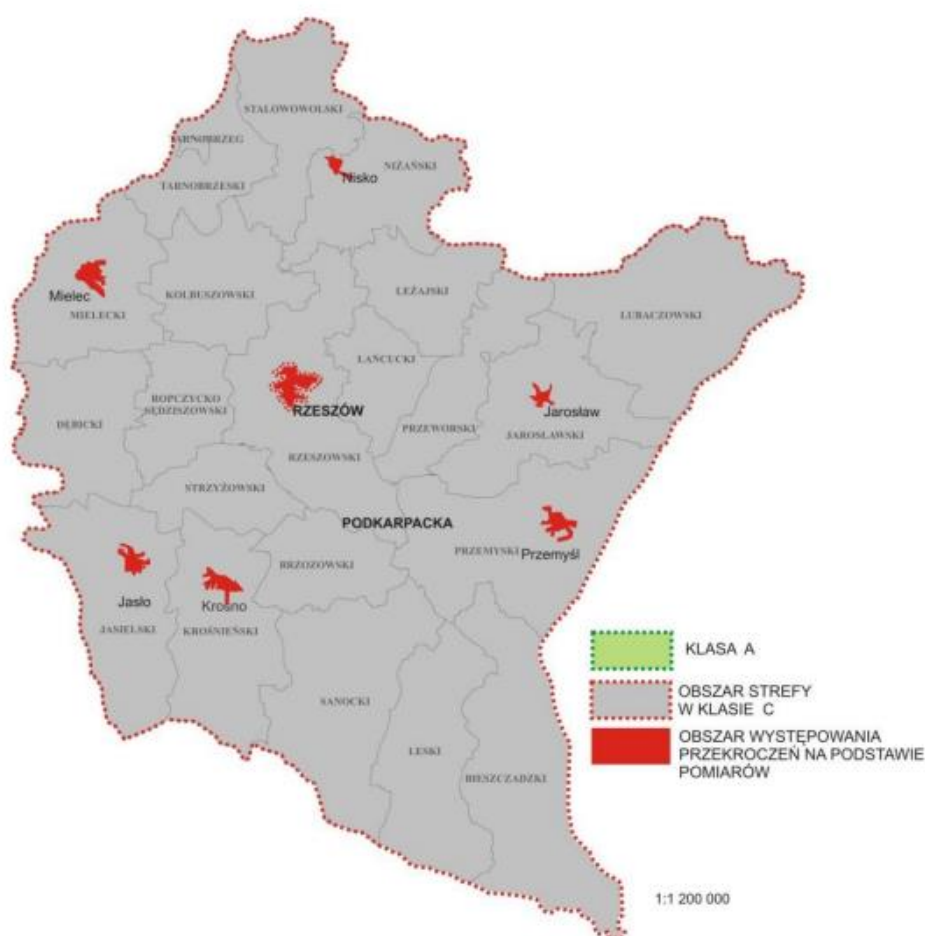 STALOWOWOLSKI
TARNOBRZEG
NIŻAŃSKI
Nisko
TARNOBRZESKI
Mielec
MIELECKI
KOLBUSZOWSKI
LEŻAJSKI
LUBACZOWSKI
ŁAŃCUCKI
ROPCZYCKO
SĘDZISZOWSKI
RZESZÓW
Jarosław
DĘBICKI
PRZEWORSKI
JAROSŁAWSKI
RZESZOWSKI
STRZYŻOWSKI
PODKARPACKA
PRZEMYSKI
Przemyśl
BRZOZOWSKI
Jasło
Krosno
JASIELSKI
KROŚNIEŃSKI
SANOCKI
LESKI
BIESZCZADZKI
KLASA A
OBSZAR STREFY
W KLASIE C
OBSZAR WYSTĘPOWANIA
PRZEKROCZEŃ NA PODSTAWIE
POMIARÓW
1:1 200 000